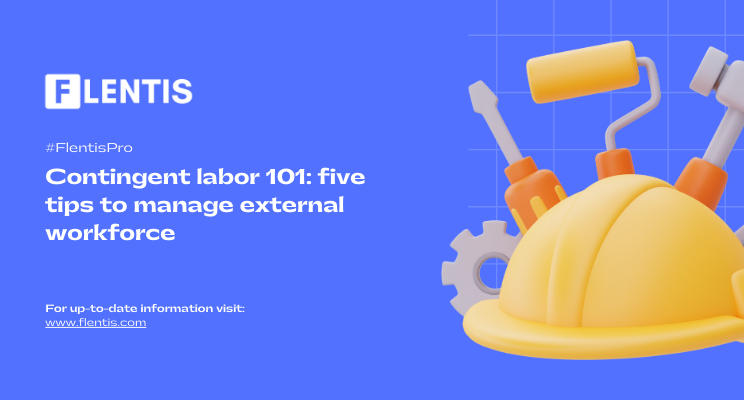 FLENTIS
#FlentisPro
Contingent labor 101: five
tips to manage external
workforce
For up-to-date information visit:
www.flentis.com